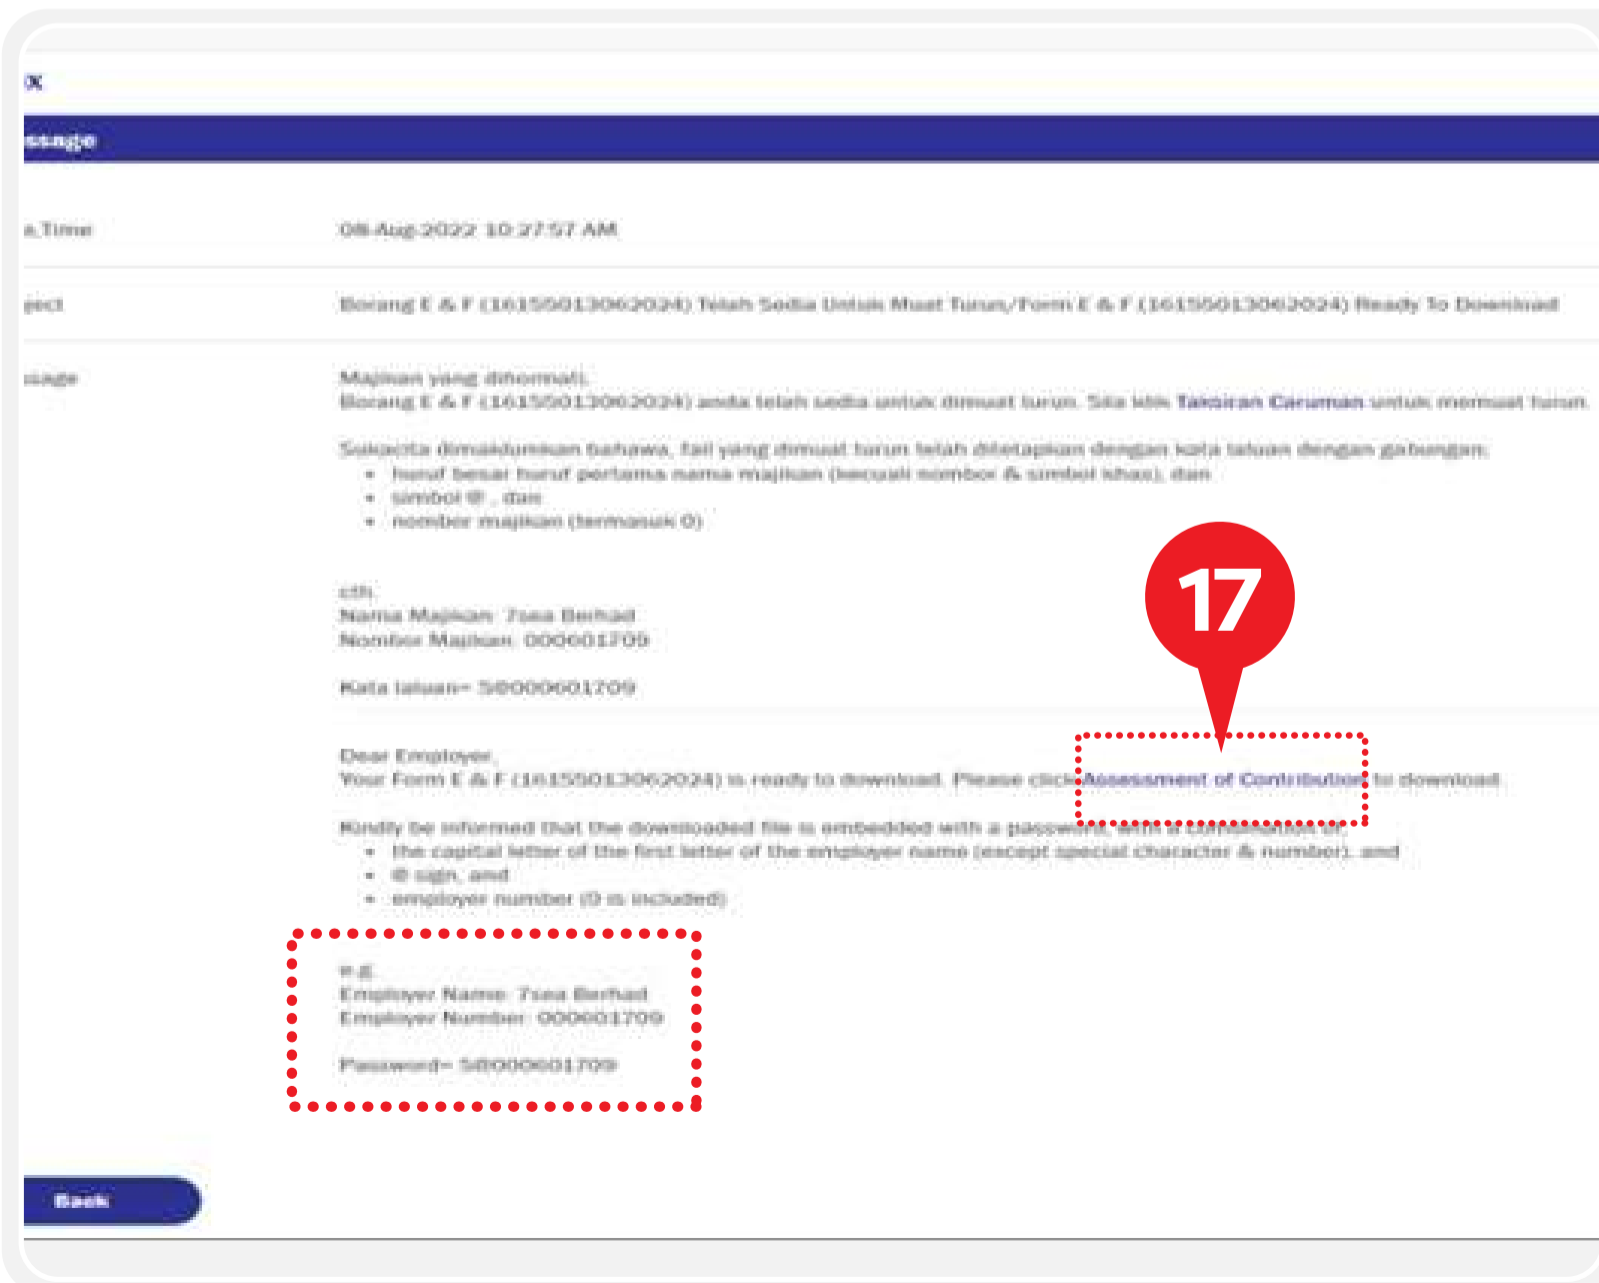 x
ssage
e,Time
08-Aug-2022 10:27:57 AM
ject
Borang E & F (16155013062024) Telah Sedia Untuk Muat Turun/Form E & F (16155013062024) Ready To Download
ssage
Majikan yang dihormati,
Borang E & F (16155013062024) anda telah sedia untuk dimuat turun. Sila klik Taksiran Caruman untuk memuat turun.
Sukacita dimaklumkan bahawa, fail yang dimuat turun telah ditetapkan dengan kata laluan dengan gabungan;
• huruf besar huruf pertama nama majikan (kecuali nombor & simbol khas), dan
• simbol @ , dan
• nombor majikan (termasuk 0)
cth.
Nama Majikan: 7sea Berhad
Nombor Majikan: 000601709
Kata laluan= S@000601709
17
Dear Employer,
Your Form E & F (16155013062024) is ready to download. Please click Assessment of Contribution to download.
Kindly be informed that the downloaded file is embedded with a password, with a combination of;
• the capital letter of the first letter of the employer name (except special character & number), and
• @ sign, and
• employer number (0 is included)
e.g.
Employer Name: 7sea Berhad
Employer Number: 000601709
Password= S@000601709
Back